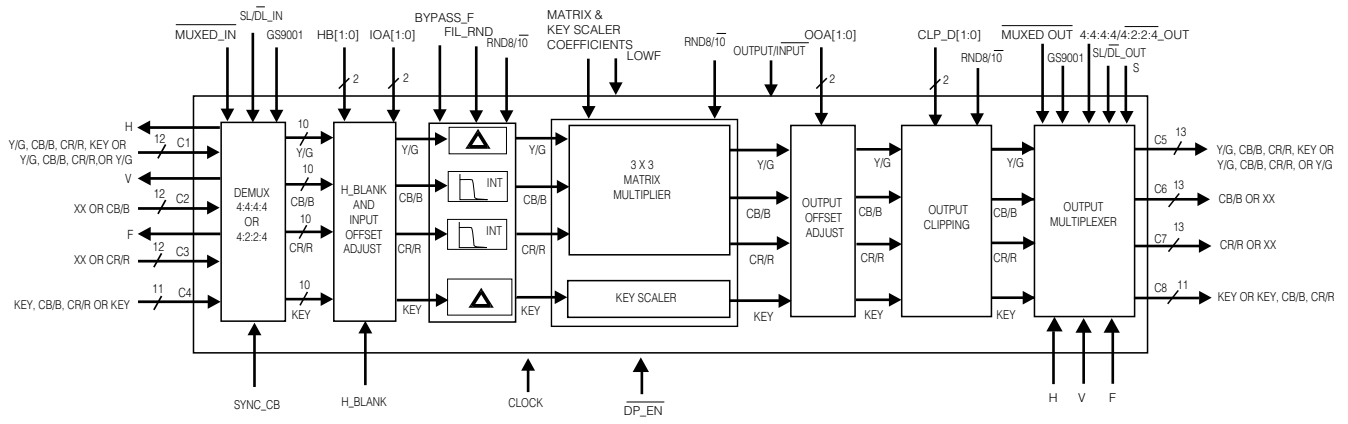 MUXED_IN
SL/DL_IN
GS9001
HB[1:0]
IOA[1:0]
BYPASS_F
FIL_RND
RND8/10
MATRIX &
KEY SCALER
COEFFICIENTS
LOWF
RND8/10
OUTPUT/INPUT
OOA[1:0]
CLP_D[1:0]
RND8/10
MUXED OUT
GS9001
4:4:4:4/4:2:2:4_OUT
SL/DL_OUT
S
2
2
2
2
H
12
C1
Y/G, CB/B, CR/R, KEY OR
Y/G, CB/B, CR/R,OR Y/G
V
12
C2
XX OR CB/B
F
12
C3
XX OR CR/R
11
C4
KEY, CB/B, CR/R OR KEY
DEMUX
4:4:4:4
OR
4:2:2:4
10
Y/G
10
CB/B
10
CR/R
10
KEY
H_BLANK
AND
INPUT
OFFSET
ADJUST
Y/G
CB/B
CR/R
KEY
INT
INT
Y/G
CB/B
CR/R
KEY
3 X 3
MATRIX
MULTIPLIER
KEY SCALER
Y/G
CB/B
CR/R
KEY
OUTPUT
OFFSET
ADJUST
Y/G
CB/B
CR/R
KEY
OUTPUT
CLIPPING
Y/G
CB/B
CR/R
KEY
OUTPUT
MULTIPLEXER
C5
13
Y/G, CB/B, CR/R, KEY OR
Y/G, CB/B, CR/R, OR Y/G
C6
13
CB/B OR XX
C7
13
CR/R OR XX
C8
11
KEY OR KEY, CB/B, CR/R
SYNC_CB
H_BLANK
CLOCK
DP_EN
H
V
F